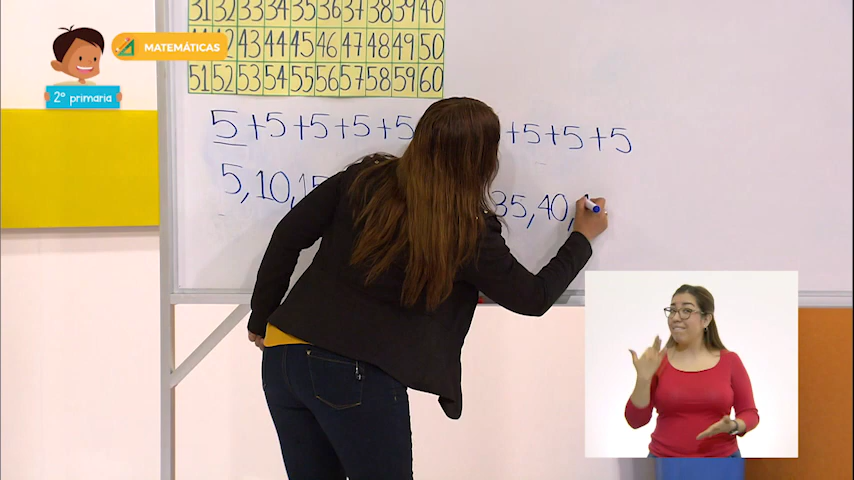 MATEMÁTICAS
2º primaria
31 32 33 34 35 36 37 38 39 40
43 44 45 46 47 48 49 50
51 52 53 54 55 56 57 58 59 60
5+5+5+5+5 +5+5+5
5,10,15 35,40,